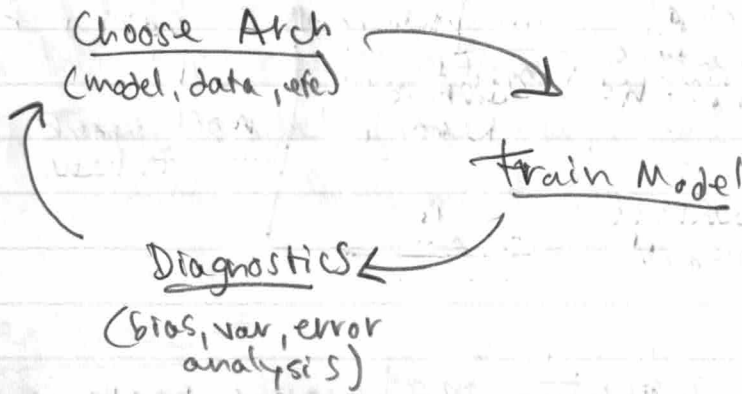 Choose Arch
(model, data, etc)
Train Model
Diagnostics
(bias, var, error
analysis)